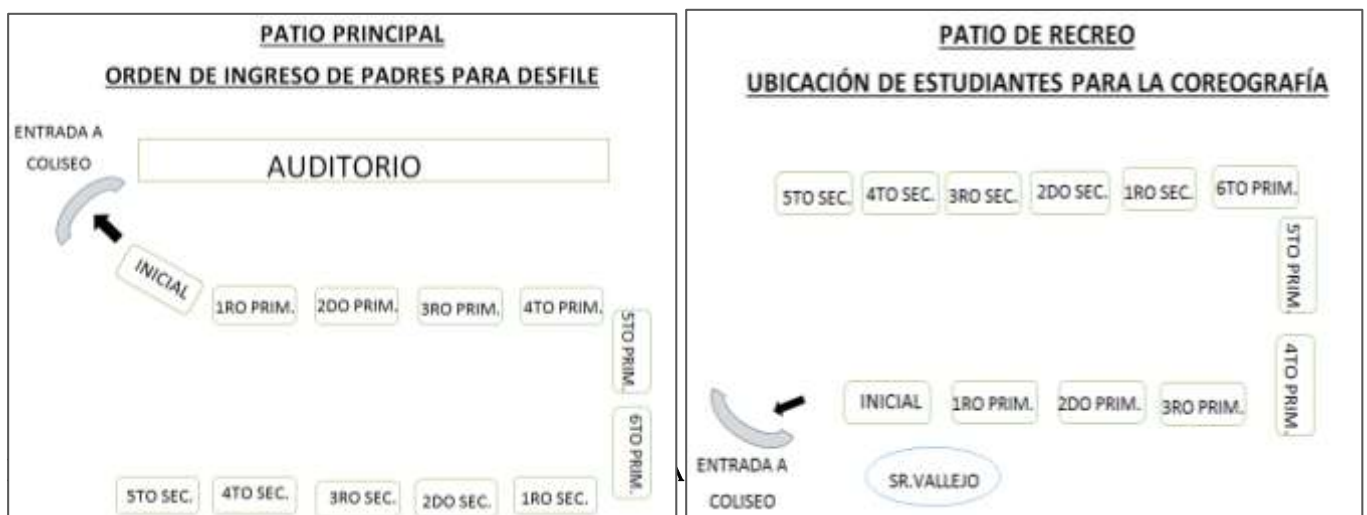 PATIO PRINCIPAL
ORDEN DE INGRESO DE PADRES PARA DESFILE
ENTRADA A
COLISEO
AUDITORIO
INICIAL
1RO PRIM.
2DO PRIM.
3RO PRIM.
4TO PRIM.
5TO PRIM.
6TO PRIM.
5TO SEC.
4TO SEC.
3RO SEC.
2DO SEC.
1RO SEC.
A
PATIO DE RECREO
UBICACIÓN DE ESTUDIANTES PARA LA COREOGRAFÍA
5TO SEC.
4TO SEC.
3RO SEC.
2DO SEC.
1RO SEC.
6TO PRIM.
5TO PRIM.
4TO PRIM.
INICIAL
1RO PRIM.
2DO PRIM.
3RO PRIM.
ENTRADA A
COLISEO
SR.VALLEJO